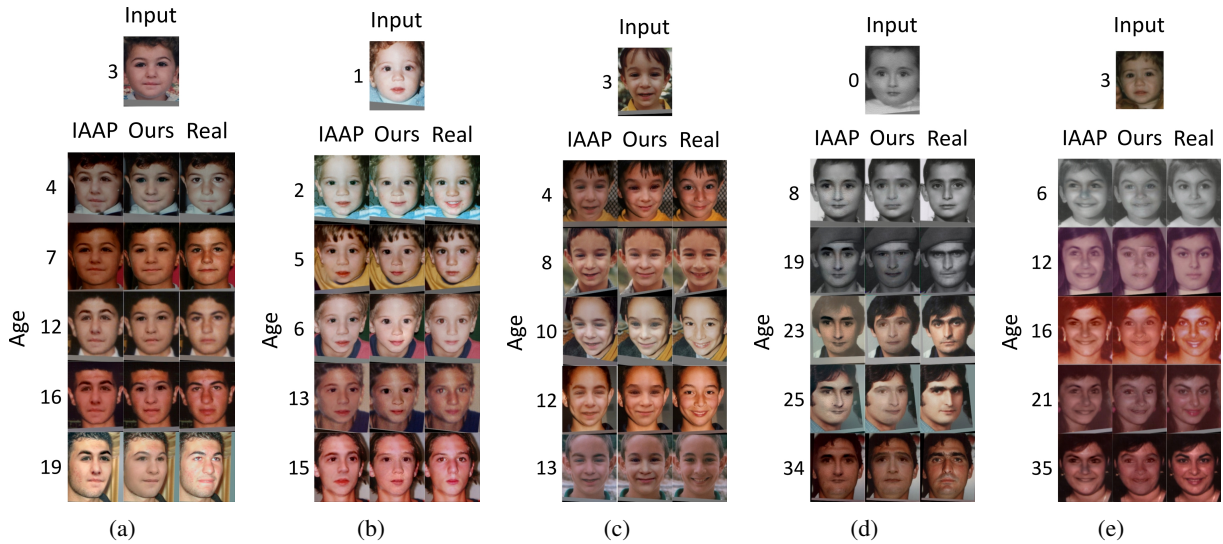 Input
3
IAAP Ours Real
4
7
12
16
19
Age
(a)
Input
1
IAAP Ours Real
2
5
6
13
15
Age
(b)
Input
3
IAAP Ours Real
4
8
10
12
13
Age
(c)
Input
0
IAAP Ours Real
8
19
23
25
34
Age
(d)
Input
3
IAAP Ours Real
6
12
16
21
35
Age
(e)